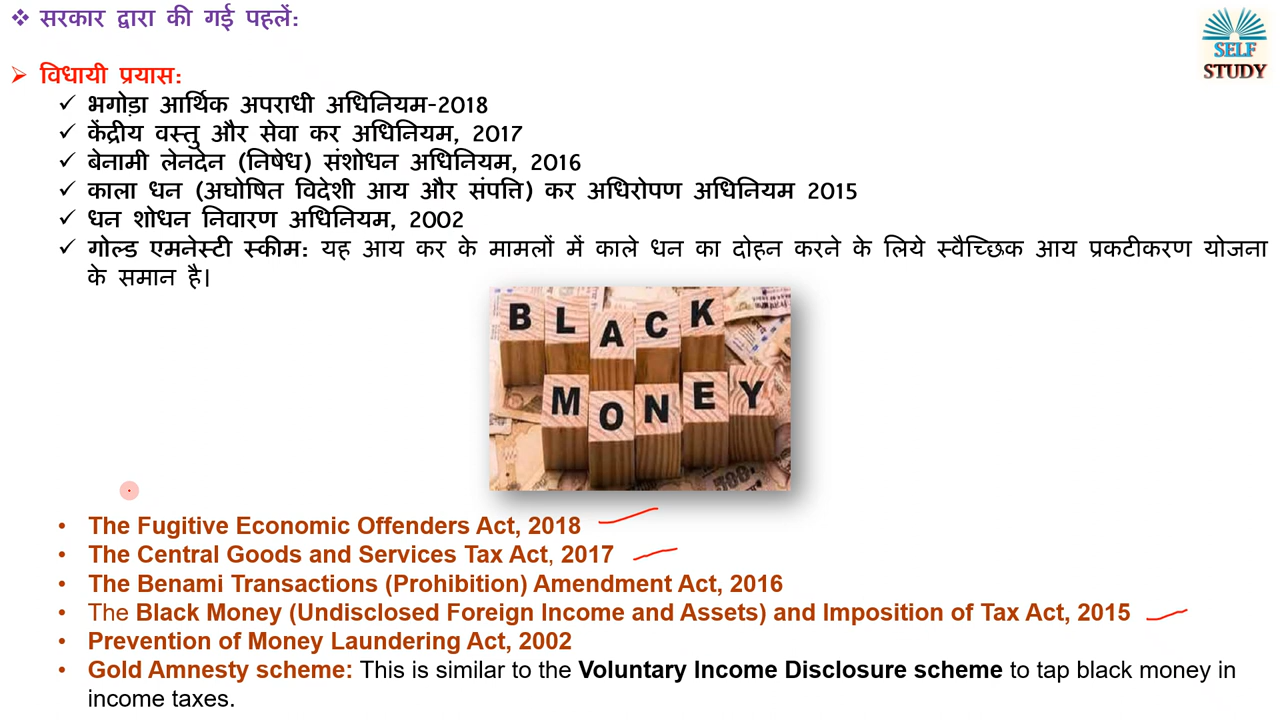 ❖ सरकार द्वारा की गई पहलें:
SELF
STUDY
➢ विधायी प्रयास:
✓ भगोड़ा आर्थिक अपराधी अधिनियम-2018
✓ केंद्रीय वस्तु और सेवा कर अधिनियम, 2017
✓ बेनामी लेनदेन (निषेध) संशोधन अधिनियम, 2016
✓ काला धन (अघोषित विदेशी आय और संपत्ति) कर अधिरोपण अधिनियम 2015
✓ धन शोधन निवारण अधिनियम, 2002
✓ गोल्ड एमनेस्टी स्कीम: यह आय कर के मामलों में काले धन का दोहन करने के लिये स्वैच्छिक आय प्रकटीकरण योजना
के समान है।
BLACK
MONEY
• The Fugitive Economic Offenders Act, 2018
• The Central Goods and Services Tax Act, 2017
• The Benami Transactions (Prohibition) Amendment Act, 2016
• The Black Money (Undisclosed Foreign Income and Assets) and Imposition of Tax Act, 2015
• Prevention of Money Laundering Act, 2002
• Gold Amnesty scheme: This is similar to the Voluntary Income Disclosure scheme to tap black money in
income taxes.